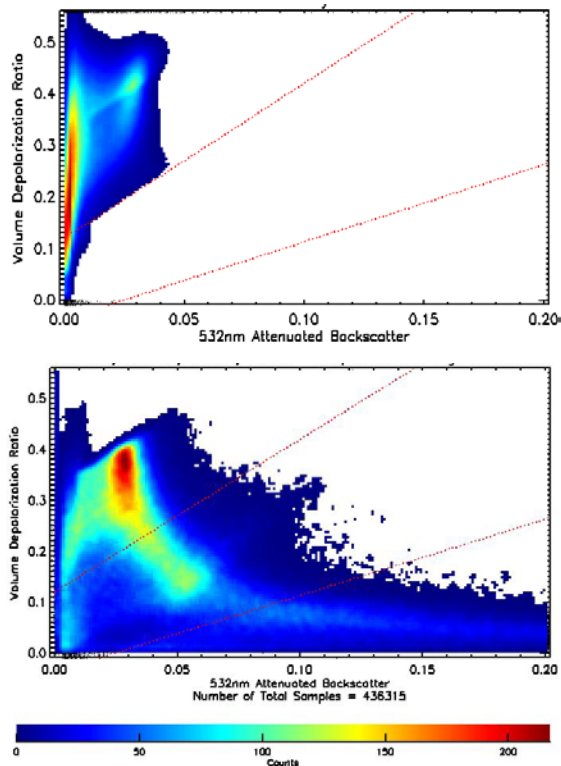 0.5
0.4
0.3
0.2
0.1
0.0
Volume Depolarization Ratio
0.00 0.05 0.10 0.15 0.20
532nm Attenuated Backscatter
0.5
0.4
0.3
0.2
0.1
0.0
Volume Depolarization Ratio
0.00 0.05 0.10 0.15 0.20
532nm Attenuated Backscatter
Number of Total Samples = 436315
0 50 100 150 200
Counts